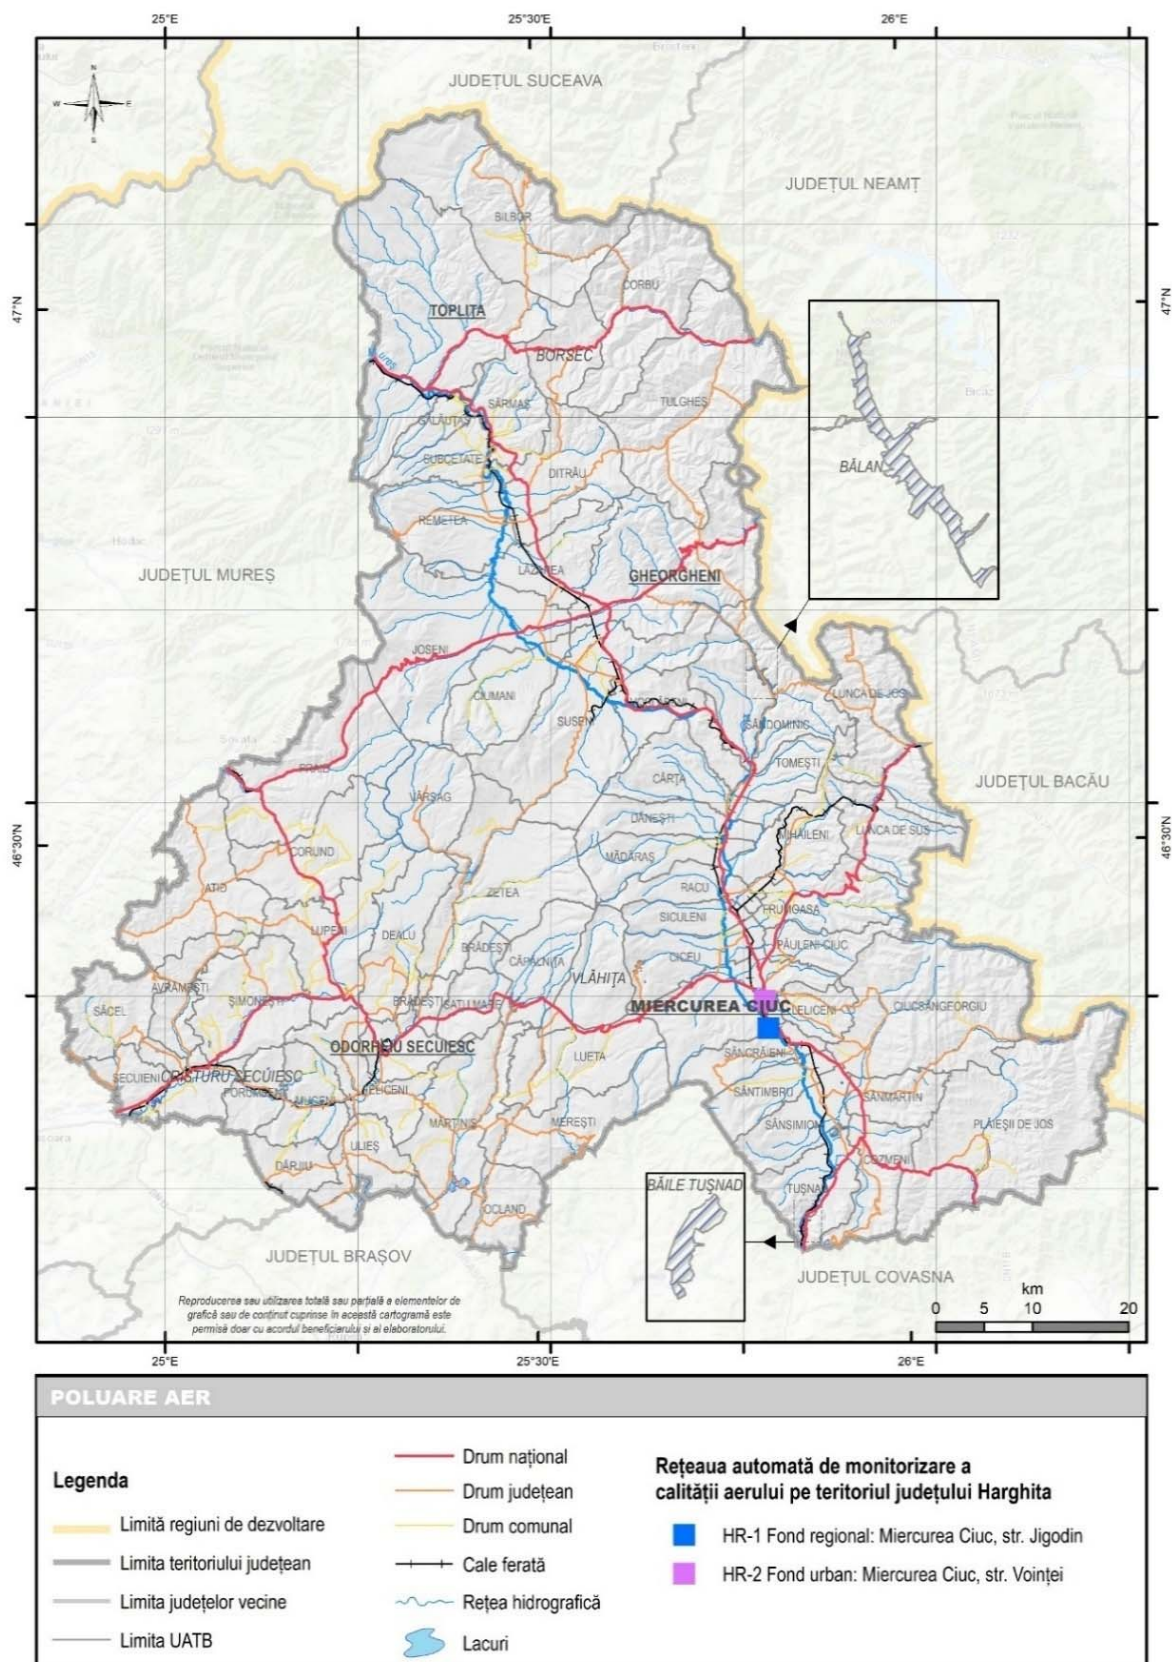 25°E
25°30'E
26°E
N
W
E
S
JUDEȚUL SUCEAVA
JUDEȚUL NEAMȚ
BILBOR
CORBU
TOPLIȚA
47°N
47°N
BORSEC
SĂRMAȘ
TULGHEȘ
GĂLĂUȚAȘ
SUBCETATE
DITRĂU
BĂLAN
REMETEA
JUDEȚUL MUREȘ
LĂZAREA
GHEORGHENI
JOSENI
CIUMANI
LUNCA DE JOS
SUSENI
SÂNDOMINIC
TOMEȘTI
CÂRȚA
JUDEȚUL BACĂU
PRAID
VĂRȘAG
DĂNEȘTI
MIHĂILENI
LUNCA DE SUS
46°30'N
46°30'N
CORUND
MĂDĂRAȘ
ATID
ZETEA
RACU
FRUMOASA
SICULENI
LUPENI
DEALU
BRĂDEȘTI
CĂPÂLNIȚA
CICEU
PĂULENI-CIUC
VLĂHIȚA
AVRĂMEȘTI
ȘIMONEȘTI
BRĂDEȘTI
SATU MARE
MIERCUREA CIUC
LELICENI
CIUCSÂNGEORGIU
SĂCEL
ODORHEIU SECUIESC
LUETA
SÂNCRĂIENI
SECUIENI
CRISTURU SECUIESC
FELICENI
SÂNTIMBRU
SÂNMARTIN
MUGENI
MĂRTINIȘ
MEREȘTI
SÂNSIMION
PLĂIEȘII DE JOS
ULIEȘ
DÂRJIU
COZMENI
BĂILE TUȘNAD
TUȘNAD
OCLAND
JUDEȚUL BRAȘOV
JUDEȚUL COVASNA
Reproducerea sau utilizarea totală sau parțială a elementelor de
grafică sau de conținut cuprinse în această cartogramă este
permisă doar cu acordul beneficiarului și al elaboratorului.
km
0 5 10 20
25°E
25°30'E
26°E
POLUARE AER
Legenda
Limită regiuni de dezvoltare
Limita teritoriului județean
Limita județelor vecine
Limita UATB
Drum național
Drum județean
Drum comunal
Cale ferată
Rețea hidrografică
Lacuri
Rețeaua automată de monitorizare a
calității aerului pe teritoriul județului Harghita
HR-1 Fond regional: Miercurea Ciuc, str. Jigodin
HR-2 Fond urban: Miercurea Ciuc, str. Voinței